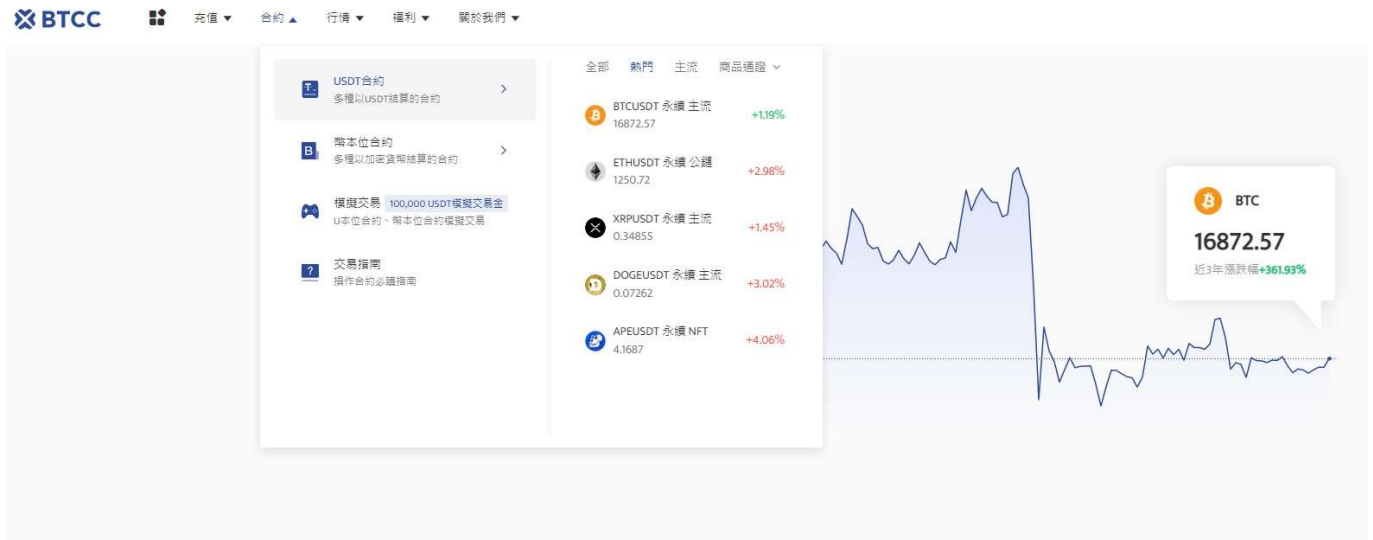 BTCC
充值 ▼
合約 ▲
行情 ▼
福利 ▼
關於我們 ▼
USDT合約
多種以USDT結算的合約
幣本位合約
多種以加密貨幣結算的合約
模擬交易 100,000 USDT模擬交易金
U本位合約、幣本位合約模擬交易
交易指南
操作合約必讀指南
全部 熱門 主流 商品通證
BTCUSDT 永續 主流
16872.57
+1.19%
ETHUSDT 永續 公鏈
1250.72
+2.98%
XRPUSDT 永續 主流
0.34855
+1.45%
DOGEUSDT 永續 主流
0.07262
+3.02%
APEUSDT 永續 NFT
4.1687
+4.06%
BTC
16872.57
近3年漲跌幅+361.93%